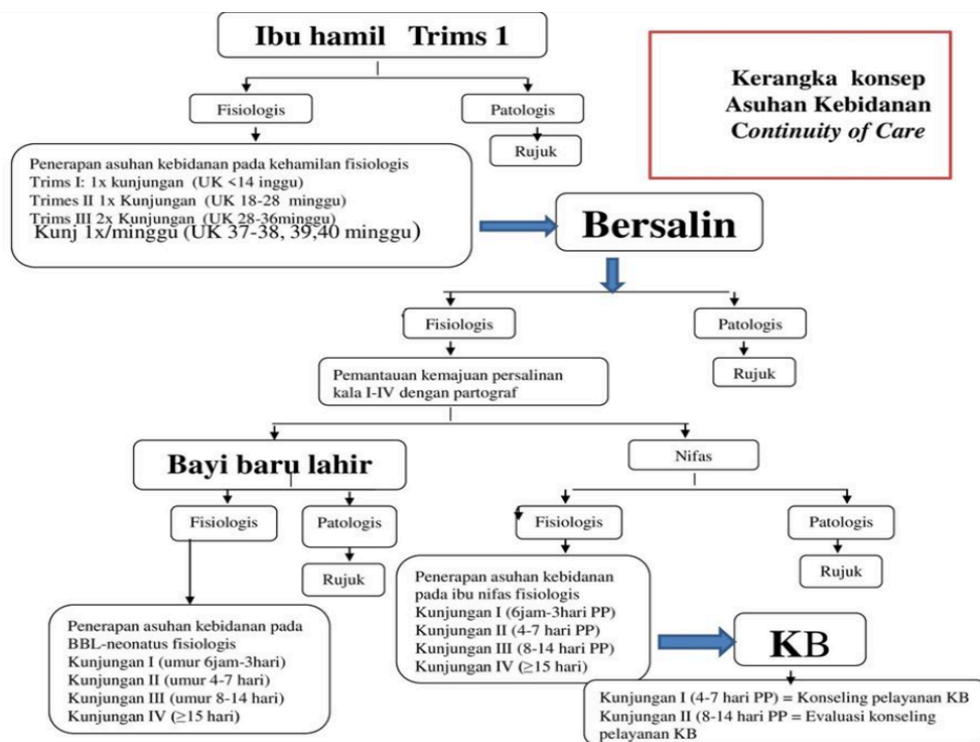 Ibu hamil Trims 1
Kerangka konsep
Asuhan Kebidanan
Continuity of Care
Fisiologis
Patologis
Rujuk
Penerapan asuhan kebidanan pada kehamilan fisiologis
Trims I: 1x kunjungan (UK <14 inggu)
Trimes II 1x Kunjungan (UK 18-28 minggu)
Trims III 2x Kunjungan (UK 28-36minggu)
Kunj 1x/minggu (UK 37-38, 39,40 minggu)
Bersalin
Fisiologis
Patologis
Rujuk
Pemantauan kemajuan persalinan
kala I-IV dengan partograf
Bayi baru lahir
Nifas
Fisiologis
Patologis
Rujuk
Fisiologis
Patologis
Rujuk
Penerapan asuhan kebidanan pada
BBL-neonatus fisiologis
Kunjungan I (umur 6jam-3hari)
Kunjungan II (umur 4-7 hari)
Kunjungan III (umur 8-14 hari)
Kunjungan IV (≥15 hari)
Penerapan asuhan kebidanan
pada ibu nifas fisiologis
Kunjungan I (6jam-3hari PP)
Kunjungan II (4-7 hari PP)
Kunjungan III (8-14 hari PP)
Kunjungan IV (≥15 hari)
KB
Kunjungan I (4-7 hari PP) = Konseling pelayanan KB
Kunjungan II (8-14 hari PP = Evaluasi konseling
pelayanan KB